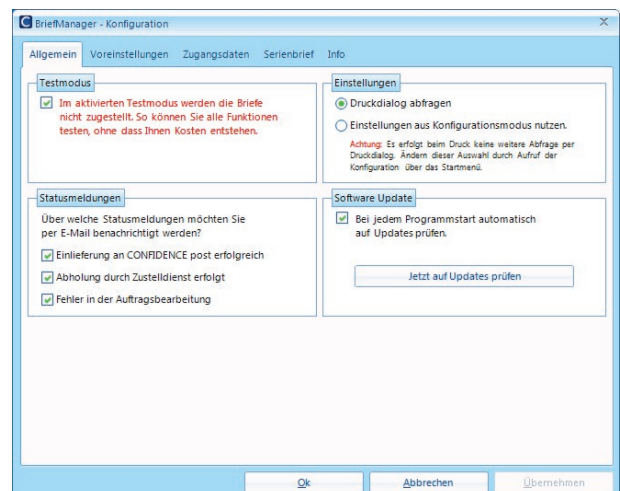 BriefManager - Konfiguration
Allgemein Voreinstellungen Zugangsdaten Serienbrief Info
Testmodus
Im aktivierten Testmodus werden die Briefe
nicht zugestellt. So können Sie alle Funktionen
testen, ohne dass Ihnen Kosten entstehen.
Einstellungen
Druckdialog abfragen
Einstellungen aus Konfigurationsmodus nutzen.
Achtung: Es erfolgt beim Druck keine weitere Abfrage per
Druckdialog. Ändern dieser Auswahl durch Aufruf der
Konfiguration über das Startmenü.
Statusmeldungen
Über welche Statusmeldungen möchten Sie
per E-Mail benachrichtigt werden?
Einlieferung an CONFIDENCE post erfolgreich
Abholung durch Zustelldienst erfolgt
Fehler in der Auftragsbearbeitung
Software Update
Bei jedem Programmstart automatisch
auf Updates prüfen.
Jetzt auf Updates prüfen
Ok
Abbrechen
Übernehmen